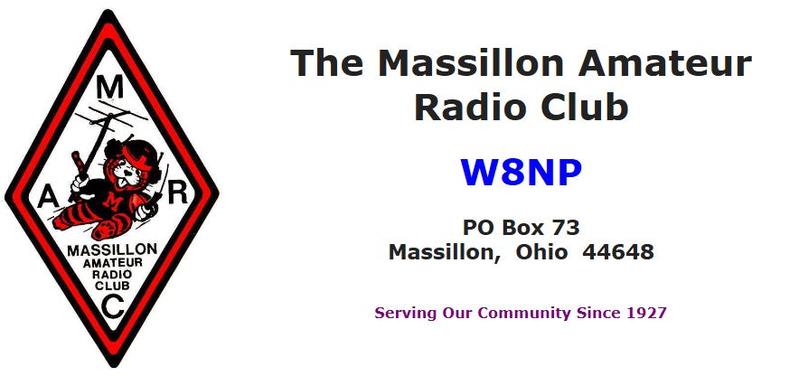 M
A R
MASSILLON
AMATEUR
RADIO
CLUB
C
M
The Massillon Amateur
Radio Club
W8NP
PO Box 73
Massillon, Ohio 44648
Serving Our Community Since 1927